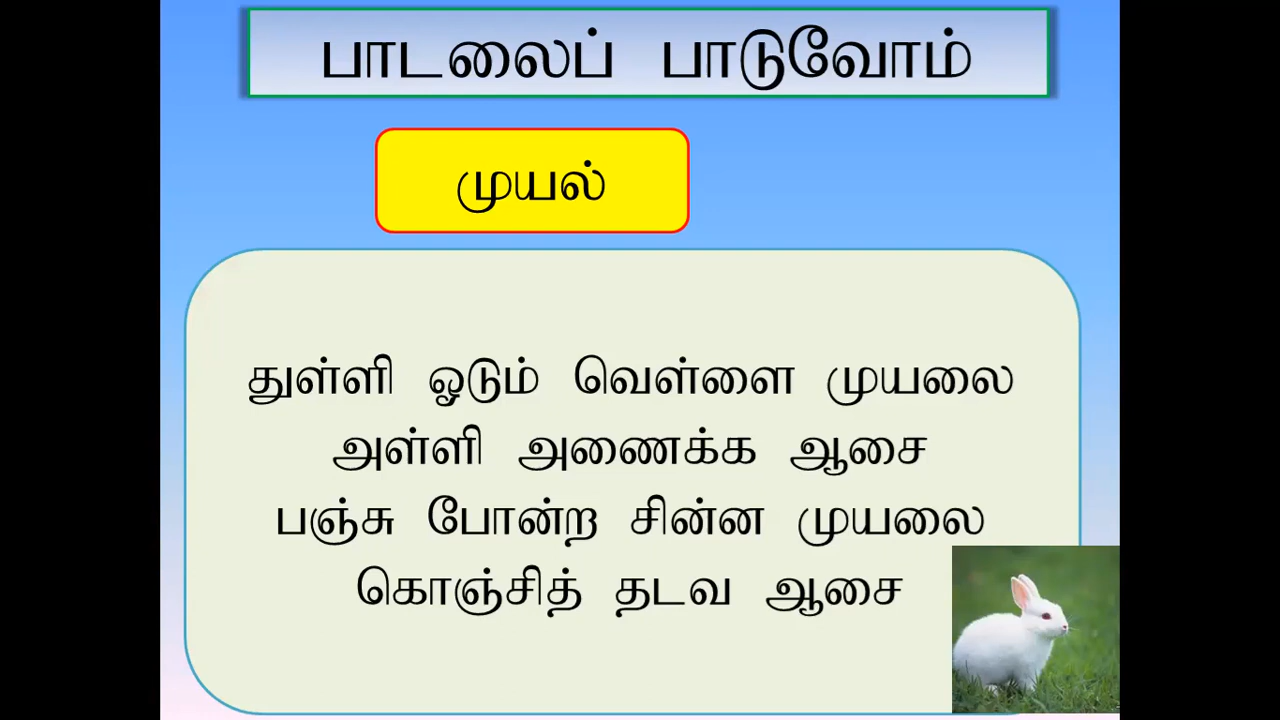 பாடலைப் பாடுவோம்
முயல்
துள்ளி ஓடும் வெள்ளை முயலை
அள்ளி அணைக்க ஆசை
பஞ்சு போன்ற சின்ன முயலை
கொஞ்சித் தடவ ஆசை